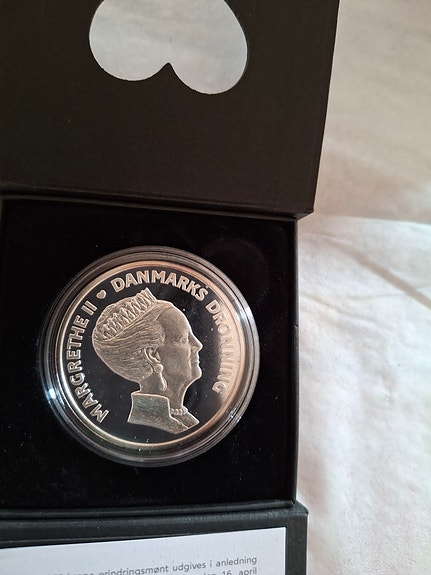 MARGRETHE II ♥ DANMARKS DRONNING
erindringsmønt udgives i anledning
16. april